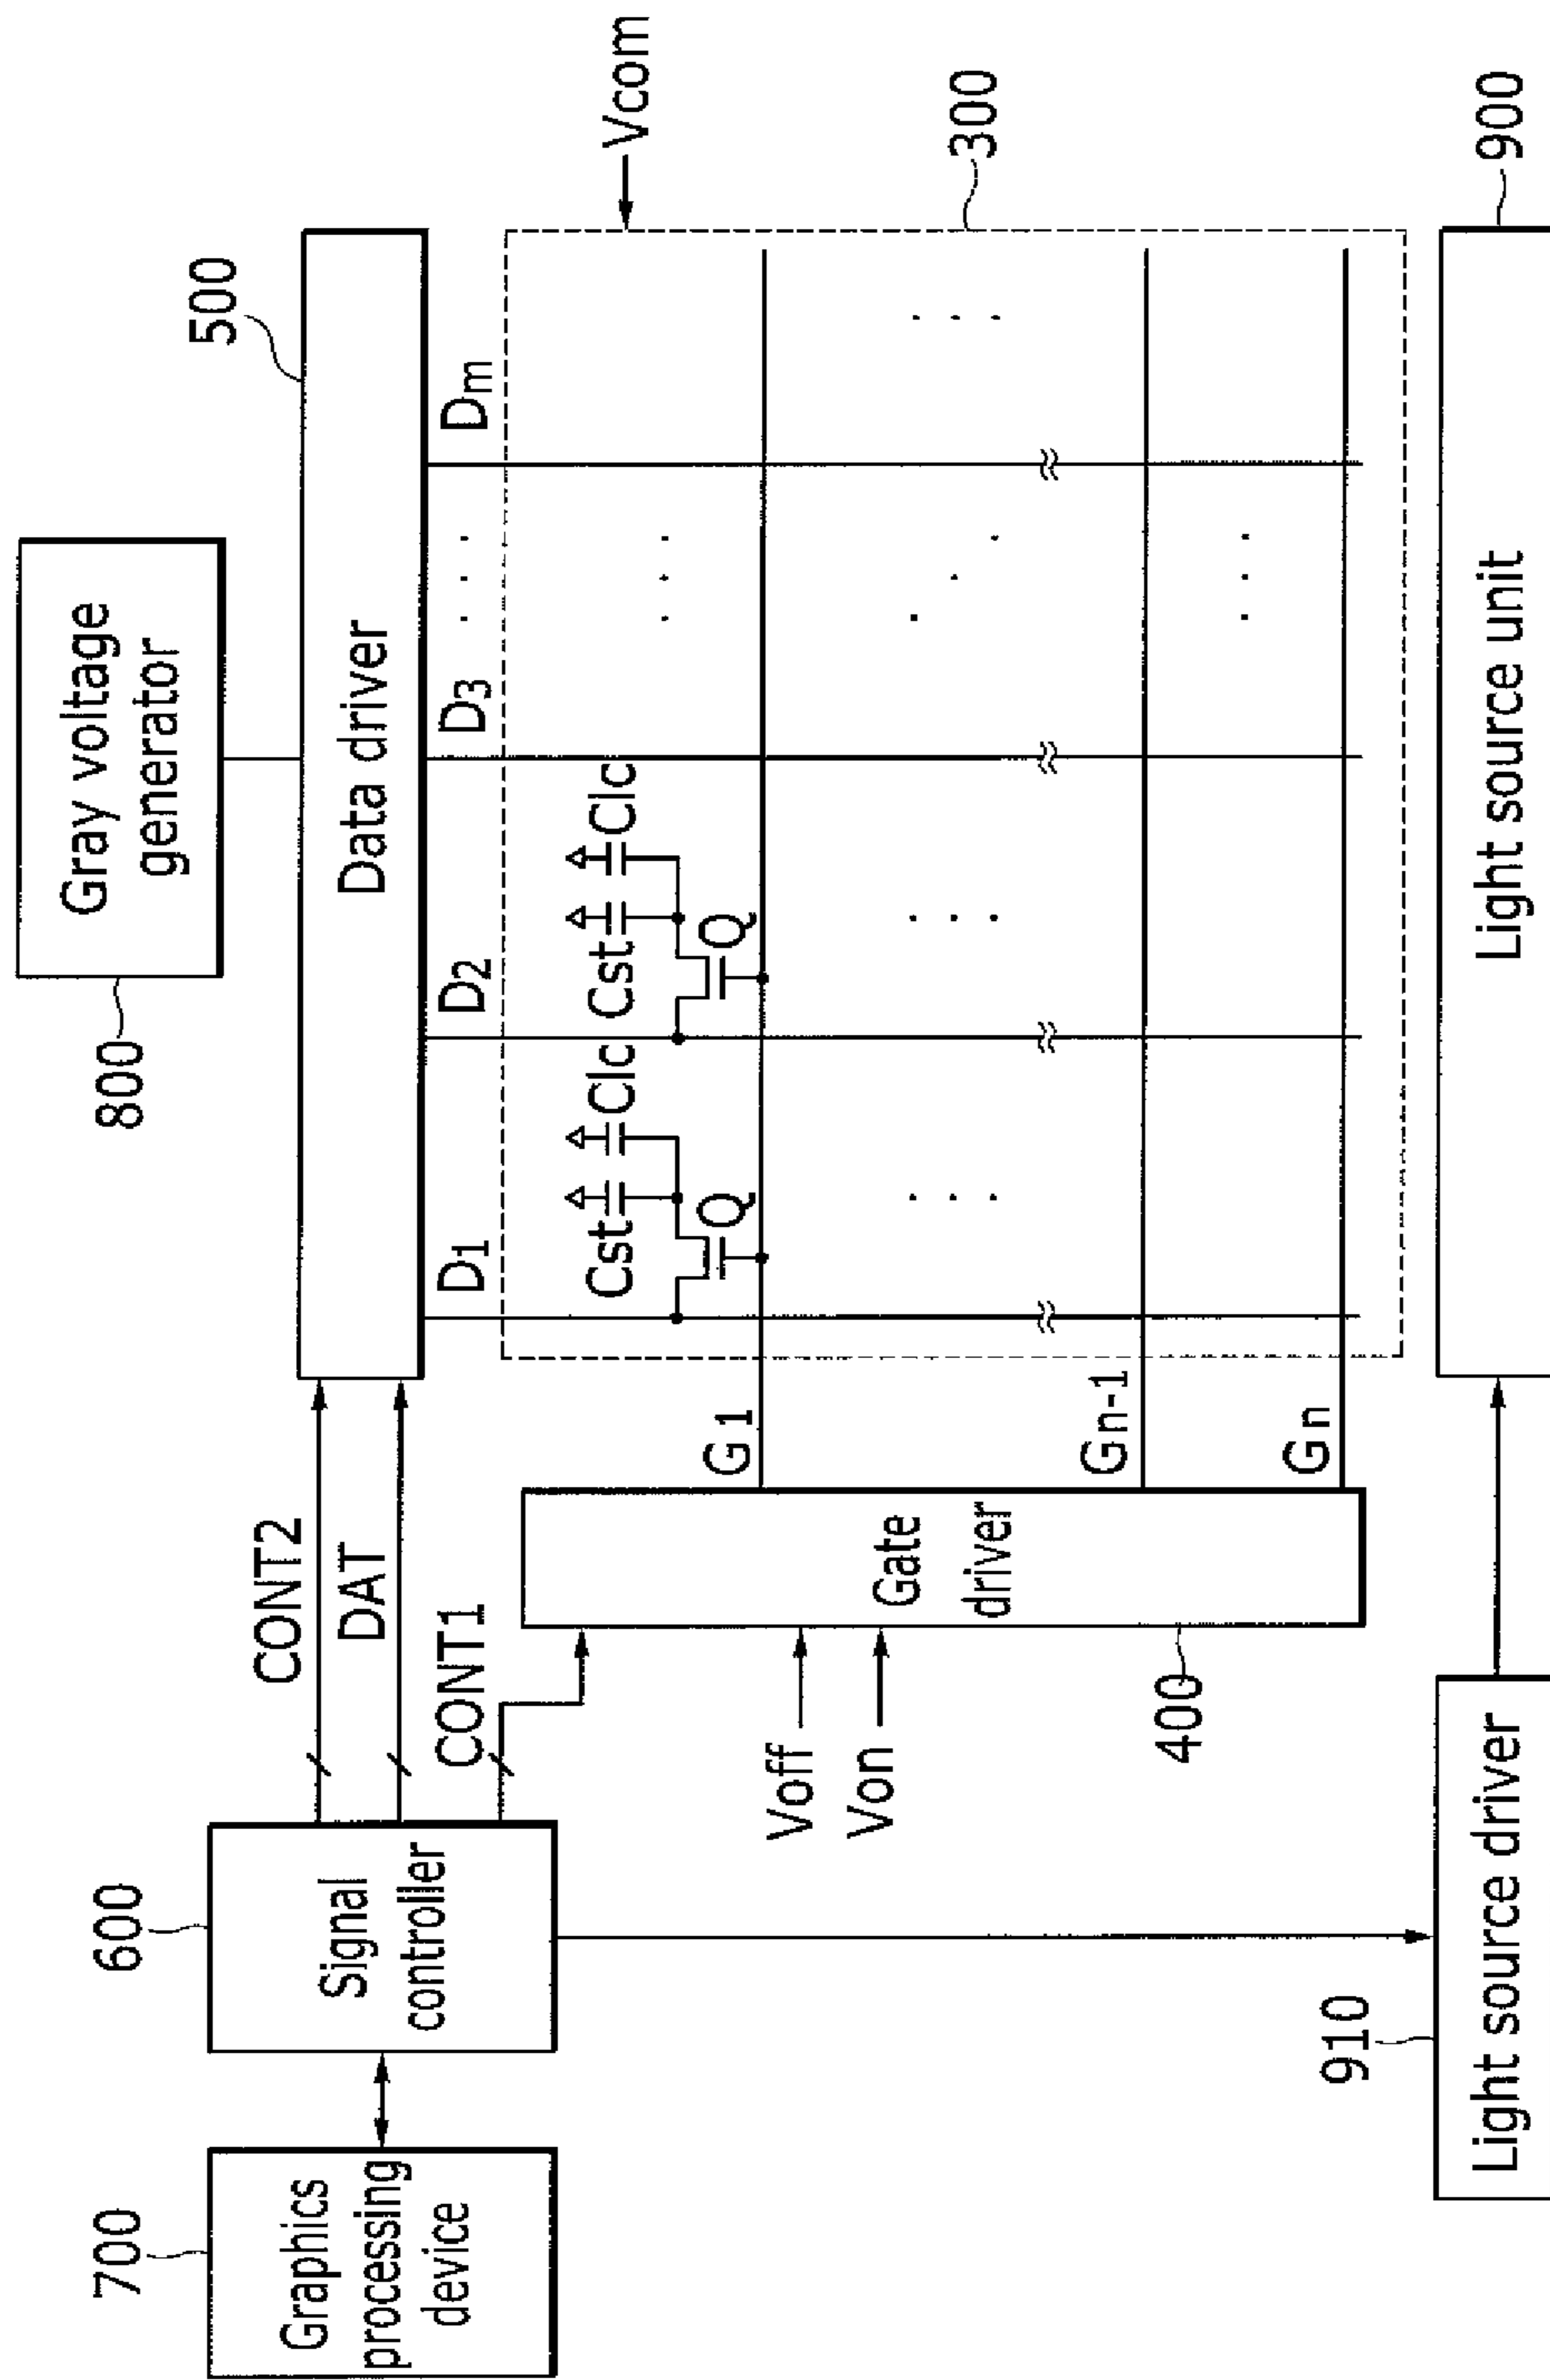 800
Gray voltage
generator
500
Data driver
700
Graphics
processing
device
600
Signal
controller
CONT2
DAT
CONT1
D1
D2
D3
Dm
Vcom
Cst
Clc
Cst
Clc
Q
Q
300
G1
Gn-1
Gn
Voff
Von
Gate
driver
400
910
Light source driver
Light source unit
900